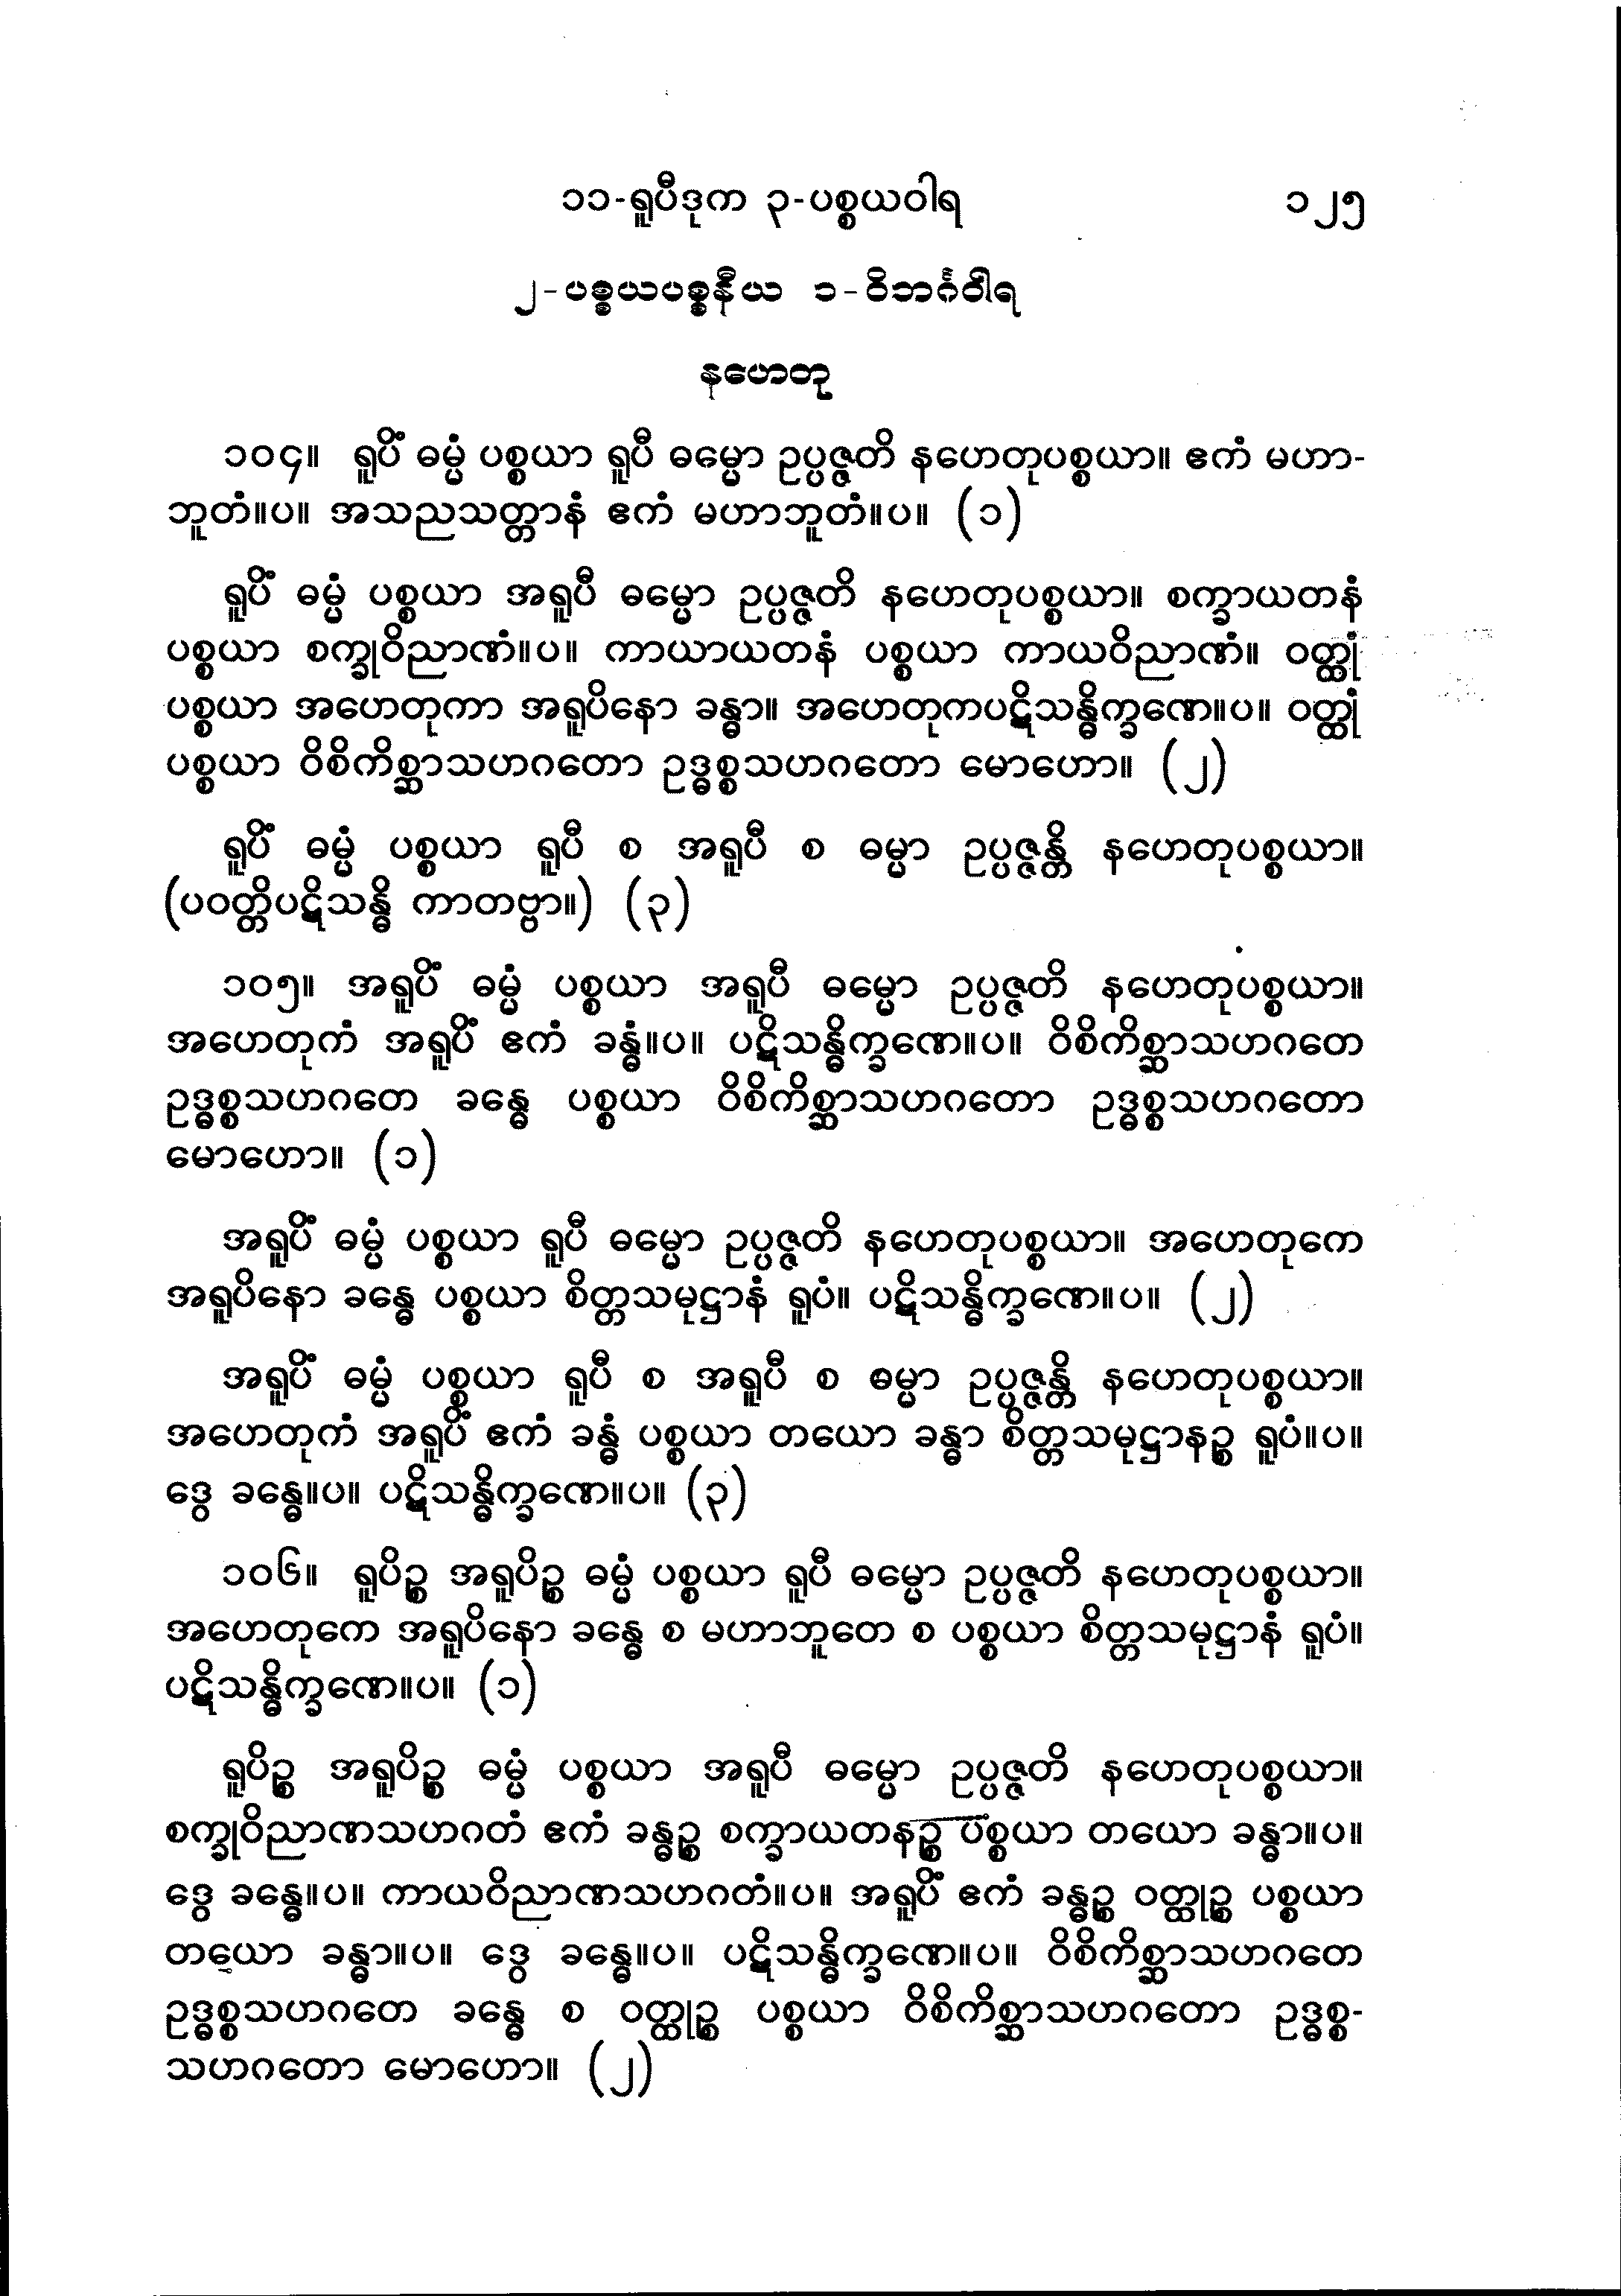 ၁၁-ရူပီဒုက ၃-ပစ္စယဝါရ ၁၂၅
၂-ပစ္စယပစ္စနီယ ၁-ဝိဘင်္ဂဝါရ
နဟေတု
၁၀၄။ ရူပိံ ဓမ္မံ ပစ္စယာ ရူပီ ဓမ္မော ဥပ္ပဇ္ဇတိ နဟေတုပစ္စယာ။ ဧကံ မဟာ-
ဘူတံ။ပ။ အသညသတ္တာနံ ဧကံ မဟာဘူတံ။ပ။ (၁)
ရူပိံ ဓမ္မံ ပစ္စယာ အရူပီ ဓမ္မော ဥပ္ပဇ္ဇတိ နဟေတုပစ္စယာ။ စက္ခာယတနံ
ပစ္စယာ စက္ခုဝိညာဏံ။ပ။ ကာယာယတနံ ပစ္စယာ ကာယဝိညာဏံ။ ဝတ္ထုံ
ပစ္စယာ အဟေတုကာ အရူပိနော ခန္ဓာ။ အဟေတုကပဋိသန္ဓိက္ခဏေ။ပ။ ဝတ္ထုံ
ပစ္စယာ ဝိစိကိစ္ဆာသဟဂတော ဥဒ္ဓစ္စသဟဂတော မောဟော။ (၂)
ရူပိံ ဓမ္မံ ပစ္စယာ ရူပီ စ အရူပီ စ ဓမ္မာ ဥပ္ပဇ္ဇန္တိ နဟေတုပစ္စယာ။
(ပဝတ္တိပဋိသန္ဓိ ကာတဗ္ဗာ။) (၃)
၁၀၅။ အရူပိံ ဓမ္မံ ပစ္စယာ အရူပီ ဓမ္မော ဥပ္ပဇ္ဇတိ နဟေတုပစ္စယာ။
အဟေတုကံ အရူပိံ ဧကံ ခန္ဓံ။ပ။ ပဋိသန္ဓိက္ခဏေ။ပ။ ဝိစိကိစ္ဆာသဟဂတေ
ဥဒ္ဓစ္စသဟဂတေ ခန္ဓေ ပစ္စယာ ဝိစိကိစ္ဆာသဟဂတော ဥဒ္ဓစ္စသဟဂတော
မောဟော။ (၁)
အရူပိံ ဓမ္မံ ပစ္စယာ ရူပီ ဓမ္မော ဥပ္ပဇ္ဇတိ နဟေတုပစ္စယာ။ အဟေတုကေ
အရူပိနော ခန္ဓေ ပစ္စယာ စိတ္တသမုဋ္ဌာနံ ရူပံ။ ပဋိသန္ဓိက္ခဏေ။ပ။ (၂)
အရူပိံ ဓမ္မံ ပစ္စယာ ရူပီ စ အရူပီ စ ဓမ္မာ ဥပ္ပဇ္ဇန္တိ နဟေတုပစ္စယာ။
အဟေတုကံ အရူပိံ ဧကံ ခန္ဓံ ပစ္စယာ တယော ခန္ဓာ စိတ္တသမုဋ္ဌာနဉ္စ ရူပံ။ပ။
ဒွေ ခန္ဓေ။ပ။ ပဋိသန္ဓိက္ခဏေ။ပ။ (၃)
၁၀၆။ ရူပိဉ္စ အရူပိဉ္စ ဓမ္မံ ပစ္စယာ ရူပီ ဓမ္မော ဥပ္ပဇ္ဇတိ နဟေတုပစ္စယာ။
အဟေတုကေ အရူပိနော ခန္ဓေ စ မဟာဘူတေ စ ပစ္စယာ စိတ္တသမုဋ္ဌာနံ ရူပံ။
ပဋိသန္ဓိက္ခဏေ။ပ။ (၁)
ရူပိဉ္စ အရူပိဉ္စ ဓမ္မံ ပစ္စယာ အရူပီ ဓမ္မော ဥပ္ပဇ္ဇတိ နဟေတုပစ္စယာ။
စက္ခုဝိညာဏသဟဂတံ ဧကံ ခန္ဓဉ္စ စက္ခာယတနဉ္စ ပစ္စယာ တယော ခန္ဓာ။ပ။
ဒွေ ခန္ဓေ။ပ။ ကာယဝိညာဏသဟဂတံ။ပ။ အရူပိံ ဧကံ ခန္ဓဉ္စ ဝတ္ထုဉ္စ ပစ္စယာ
တယော ခန္ဓာ။ပ။ ဒွေ ခန္ဓေ။ပ။ ပဋိသန္ဓိက္ခဏေ။ပ။ ဝိစိကိစ္ဆာသဟဂတေ
ဥဒ္ဓစ္စသဟဂတေ ခန္ဓေ စ ဝတ္ထုဉ္စ ပစ္စယာ ဝိစိကိစ္ဆာသဟဂတော ဥဒ္ဓစ္စ-
သဟဂတော မောဟော။ (၂)